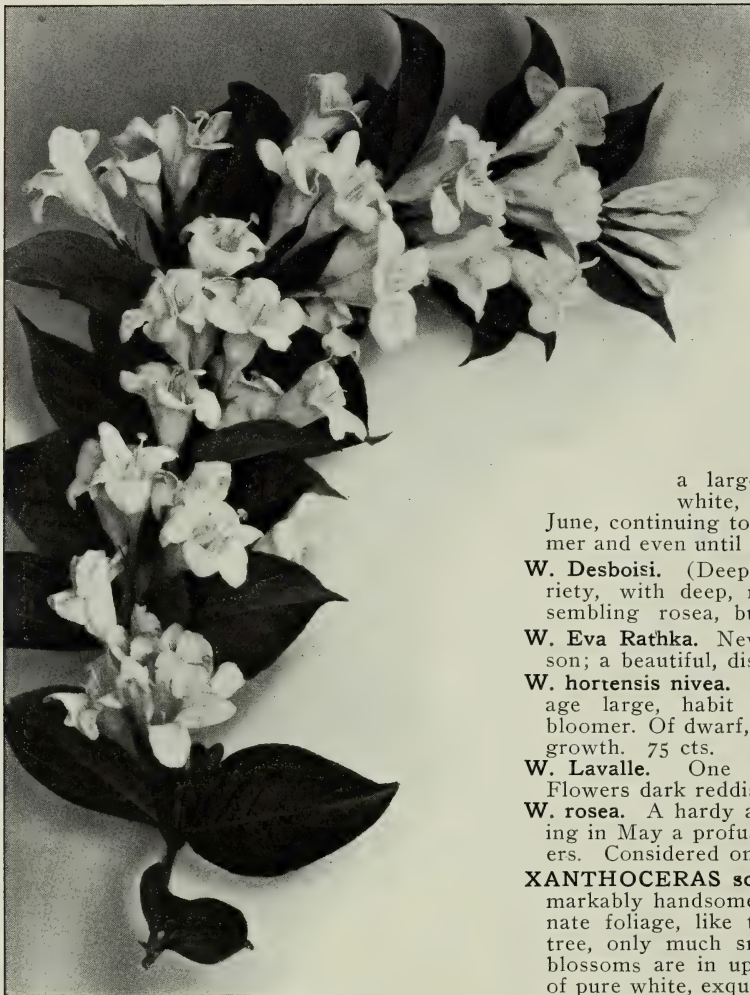 a larg
white,
June, continuing to
mer and even until
W. Desboisi. (Deep
riety, with deep, r
sembling rosea, bu
W. Eva Rathka. Nev
son; a beautiful, dis
W. hortensis nivea.
age large, habit
bloomer. Of dwarf,
growth. 75 cts.
W. Lavalle. One
Flowers dark reddis
W. rosea. A hardy a
ing in May a profus
ers. Considered on
XANTHOCERAS so
markably handsome
nate foliage, like t
tree, only much sm
blossoms are in up
of pure white, exqu